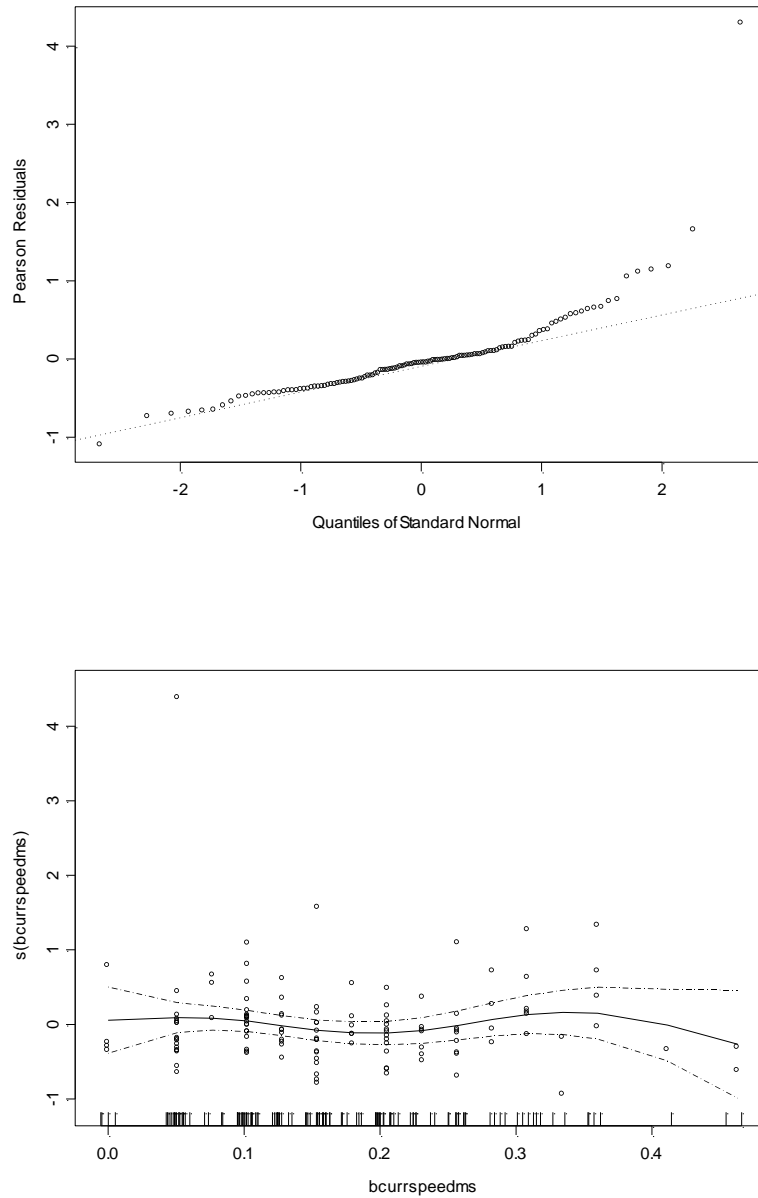 4
3
2
1
0
-1
Pearson Residuals
-2 -1 0 1 2
Quantiles of Standard Normal
4
3
2
1
0
-1
s(bcurrspeedms)
0.0 0.1 0.2 0.3 0.4
bcurrspeedms